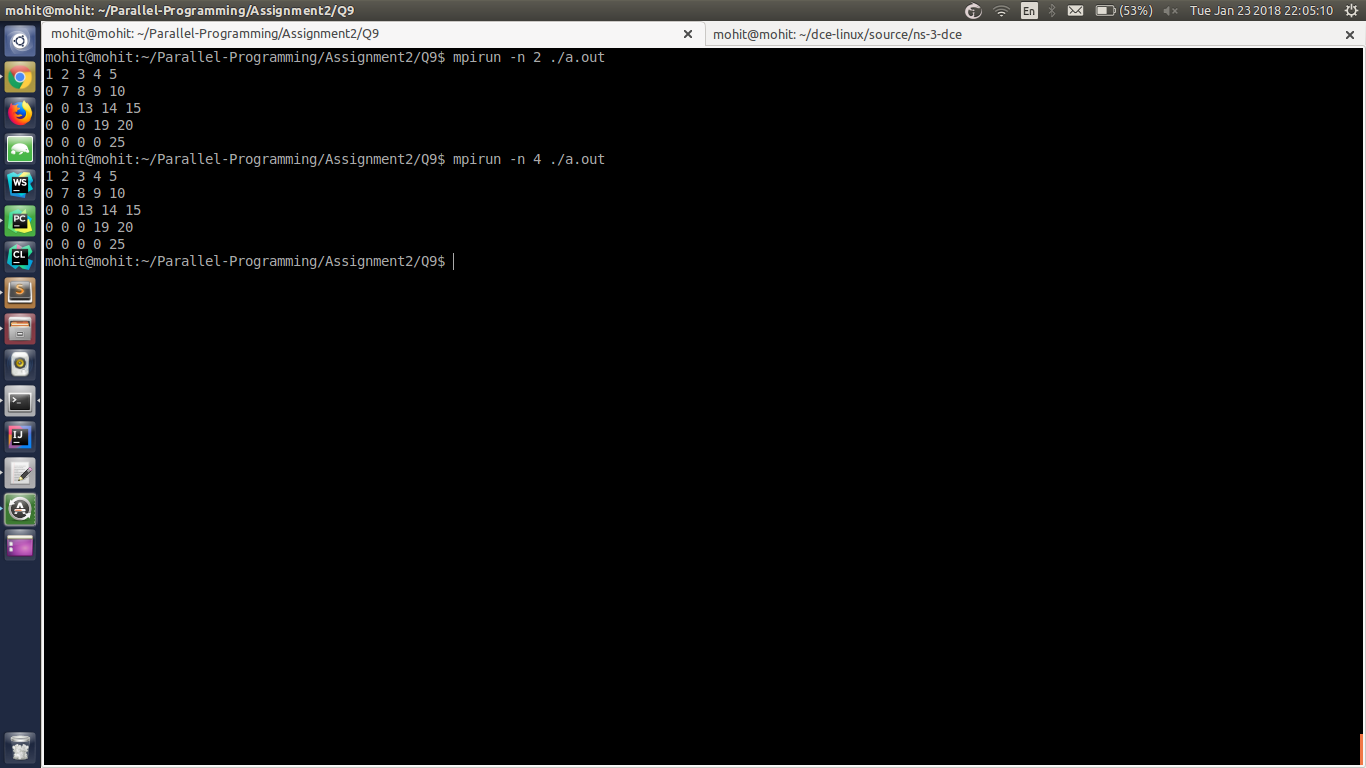 mohit@mohit: ~/Parallel-Programming/Assignment2/Q9
En
(53%)
Tue Jan 23 2018 22:05:10
mohit@mohit: ~/Parallel-Programming/Assignment2/Q9
mohit@mohit: ~/dce-linux/source/ns-3-dce
mohit@mohit:~/Parallel-Programming/Assignment2/Q9$ mpirun -n 2 ./a.out
1 2 3 4 5
0 7 8 9 10
0 0 13 14 15
0 0 0 19 20
0 0 0 0 25
mohit@mohit:~/Parallel-Programming/Assignment2/Q9$ mpirun -n 4 ./a.out
1 2 3 4 5
0 7 8 9 10
0 0 13 14 15
0 0 0 19 20
0 0 0 0 25
mohit@mohit:~/Parallel-Programming/Assignment2/Q9$
WS
PC
CL
S
>_
IJ
A